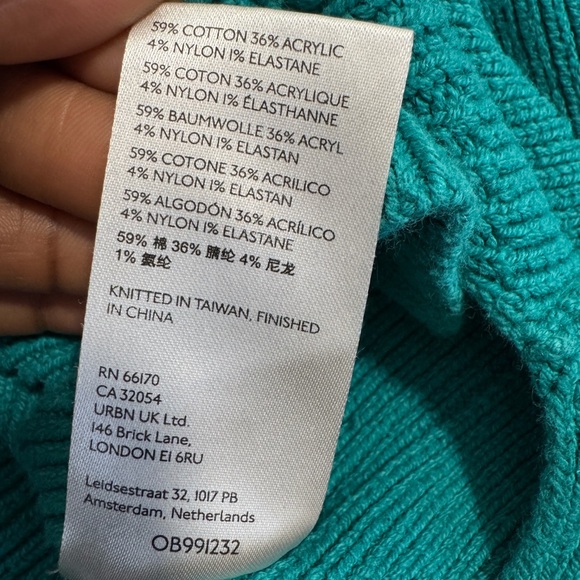 59% COTTON 36% ACRYLIC
4% NYLON 1% ELASTANE
59% COTON 36% ACRYLIQUE
4% NYLON 1% ÉLASTHANNE
59% BAUMWOLLE 36% ACRYL
4% NYLON 1% ELASTAN
59% COTONE 36% ACRILICO
4% NYLON 1% ELASTAN
59% ALGODÓN 36% ACRÍLICO
4% NYLON 1% ELASTANE
59% 棉 36% 腈纶 4% 尼龙
1% 氨纶
KNITTED IN TAIWAN, FINISHED
IN CHINA
RN 66170
CA 32054
URBN UK Ltd.
146 Brick Lane,
LONDON E1 6RU
Leidsestraat 32, 1017 PB
Amsterdam, Netherlands
OB991232